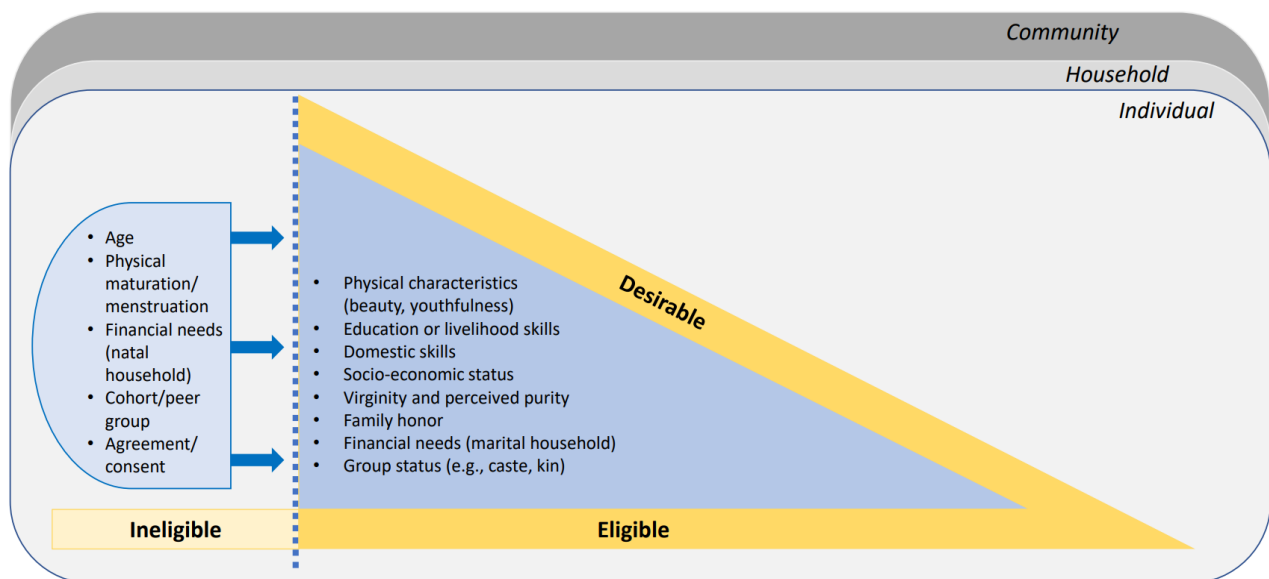 Community
Household
Individual
• Age
• Physical
maturation/
menstruation
• Financial needs
(natal
household)
• Cohort/peer
group
• Agreement/
consent
• Physical characteristics
(beauty, youthfulness)
• Education or livelihood skills
• Domestic skills
• Socio-economic status
• Virginity and perceived purity
• Family honor
• Financial needs (marital household)
• Group status (e.g., caste, kin)
Desirable
Ineligible
Eligible